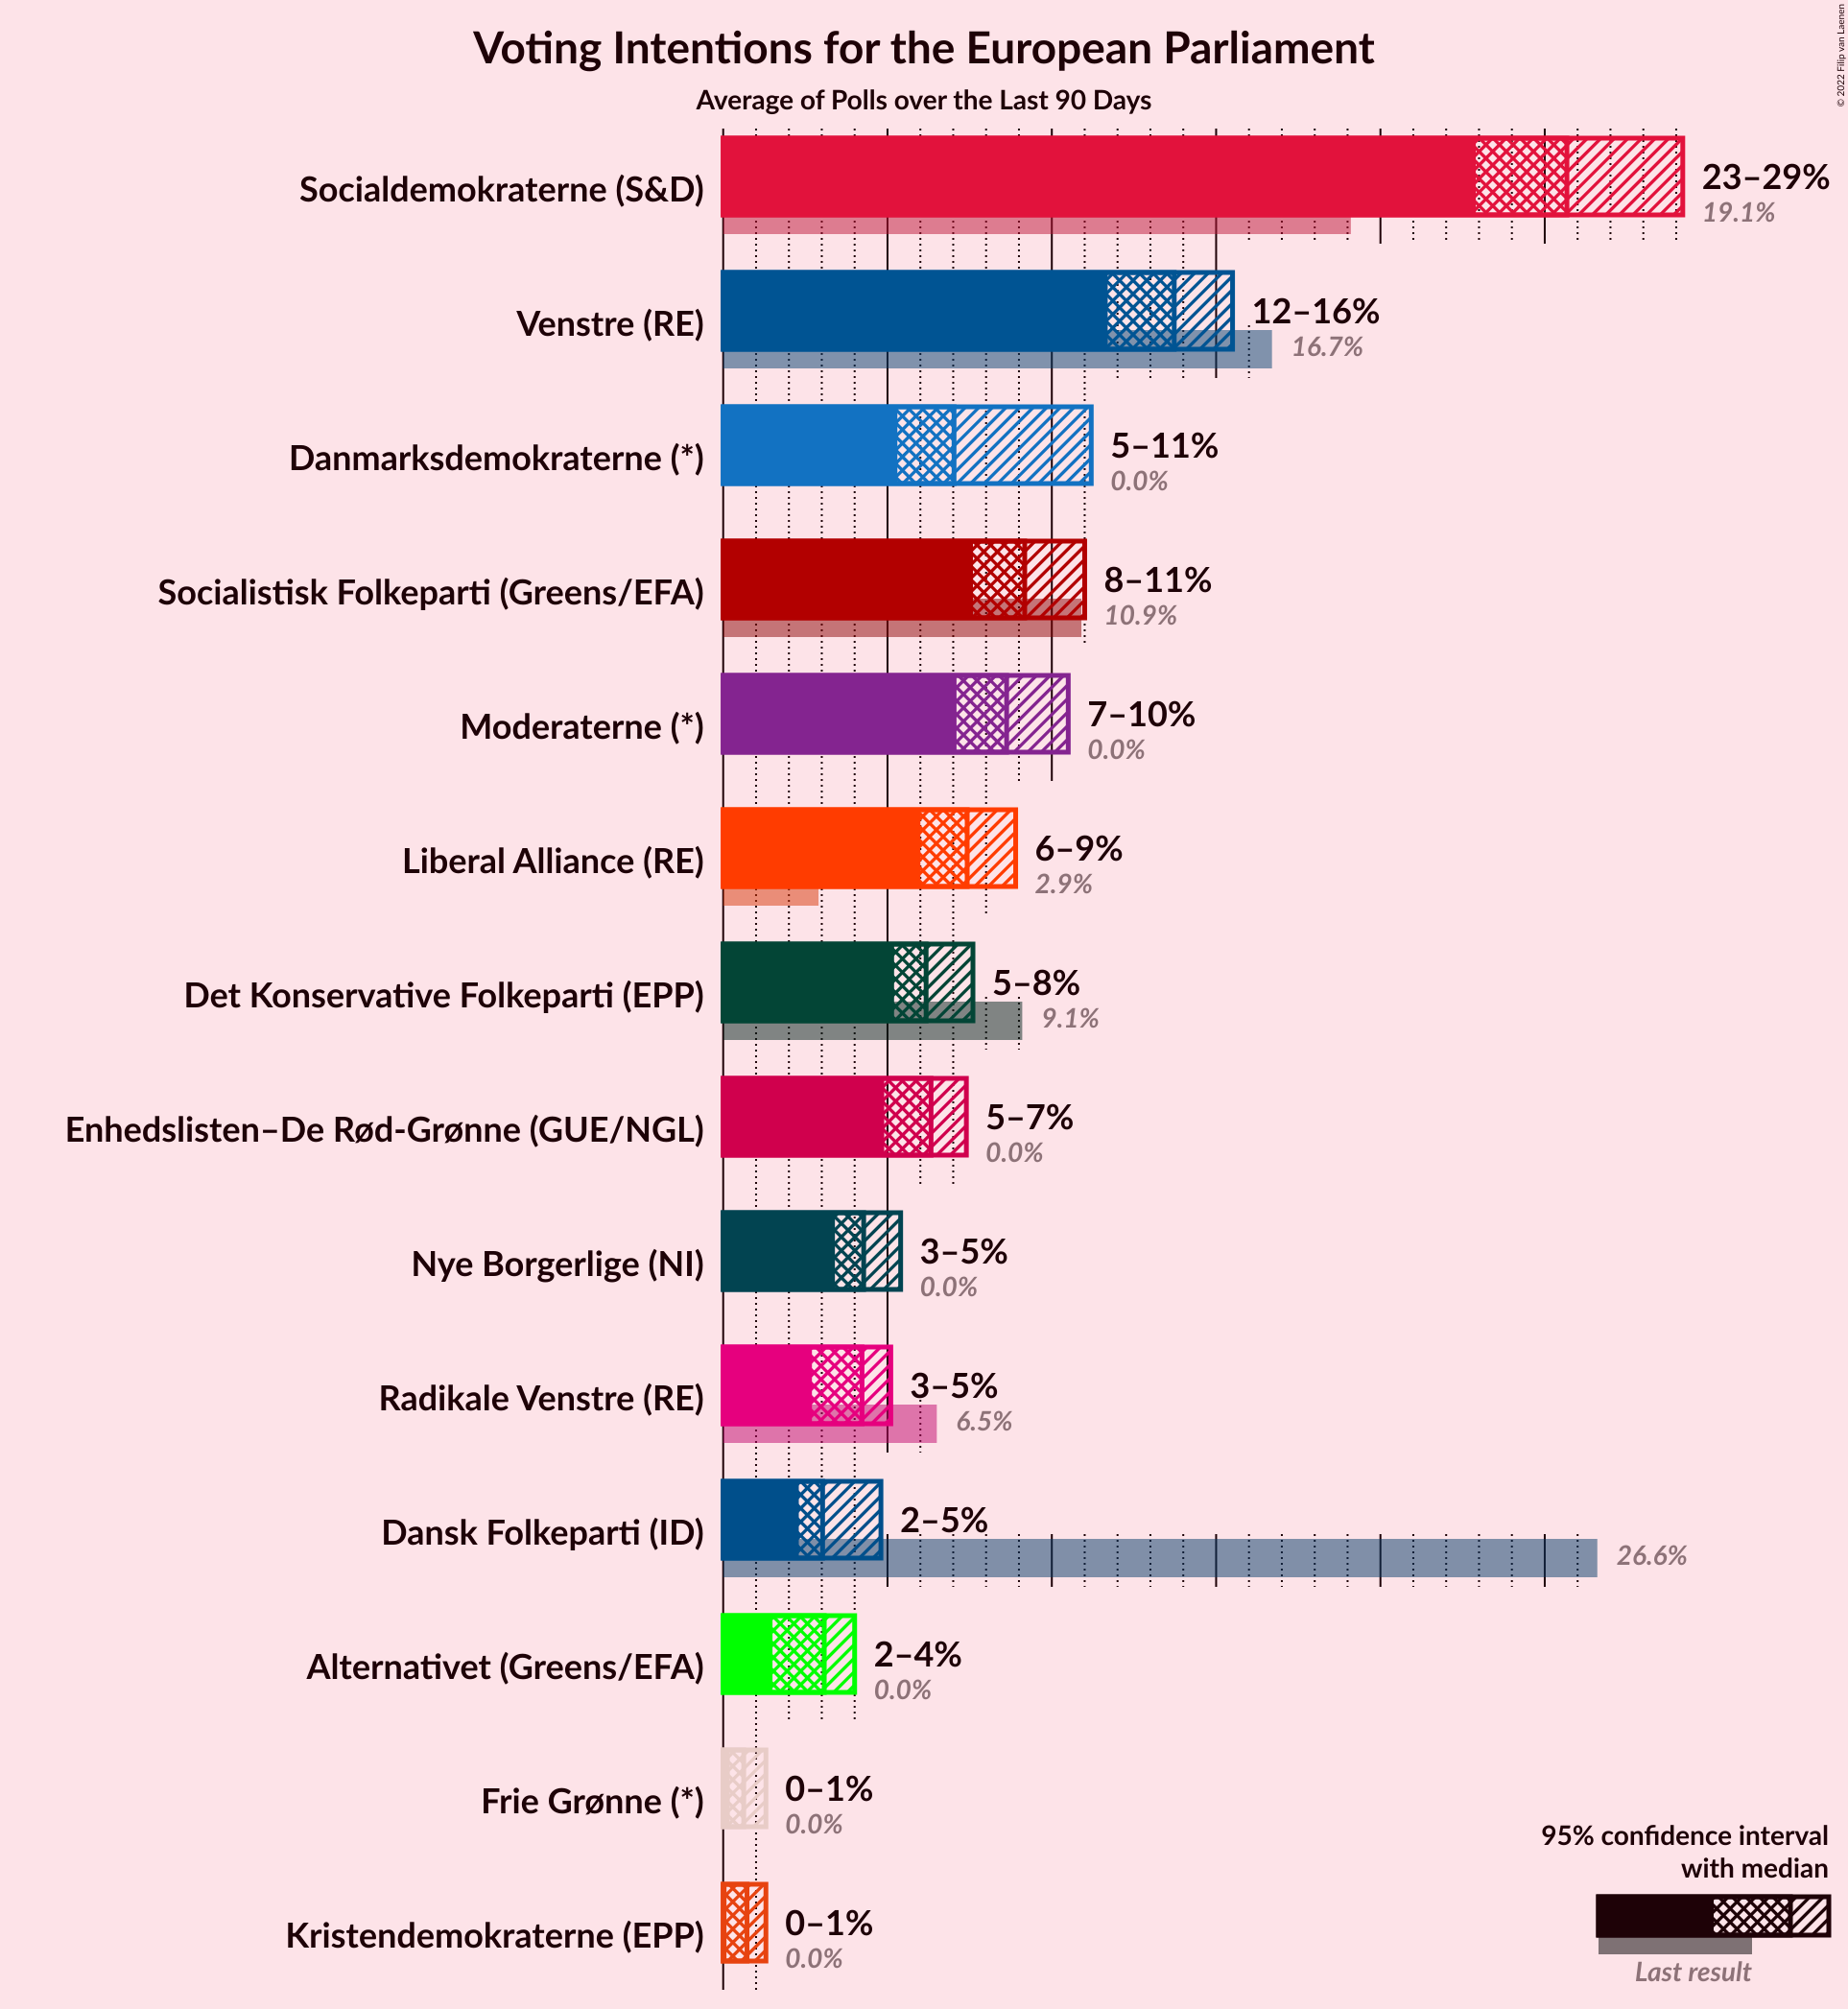 © 2022 Filip van Laenen
Voting Intentions for the European Parliament
Average of Polls over the Last 90 Days
Socialdemokraterne (S&D)
23–29%
19.1%
Venstre (RE)
12–16%
16.7%
Danmarksdemokraterne (*)
5–11%
0.0%
Socialistisk Folkeparti (Greens/EFA)
8–11%
10.9%
Moderaterne (*)
7–10%
0.0%
Liberal Alliance (RE)
6–9%
2.9%
Det Konservative Folkeparti (EPP)
5–8%
9.1%
Enhedslisten–De Rød-Grønne (GUE/NGL)
5–7%
0.0%
Nye Borgerlige (NI)
3–5%
0.0%
Radikale Venstre (RE)
3–5%
6.5%
Dansk Folkeparti (ID)
2–5%
26.6%
Alternativet (Greens/EFA)
2–4%
0.0%
Frie Grønne (*)
0–1%
0.0%
Kristendemokraterne (EPP)
0–1%
0.0%
95% confidence interval
with median
Last result